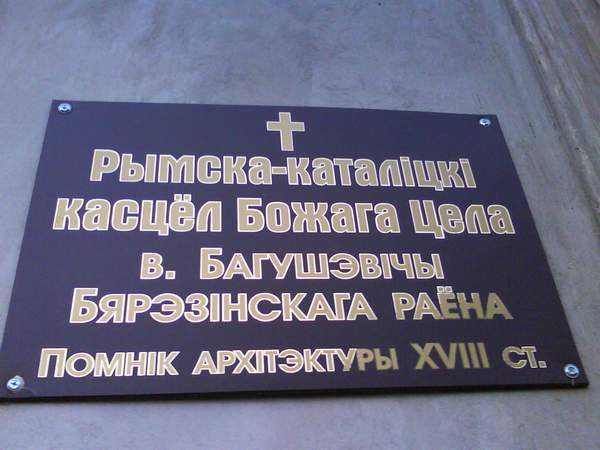 Рымска-каталіцкі
касцёл Божага Цела
в. Багушэвічы
Бярэзінскага раёна
Помнік архітэктуры XVIII ст.